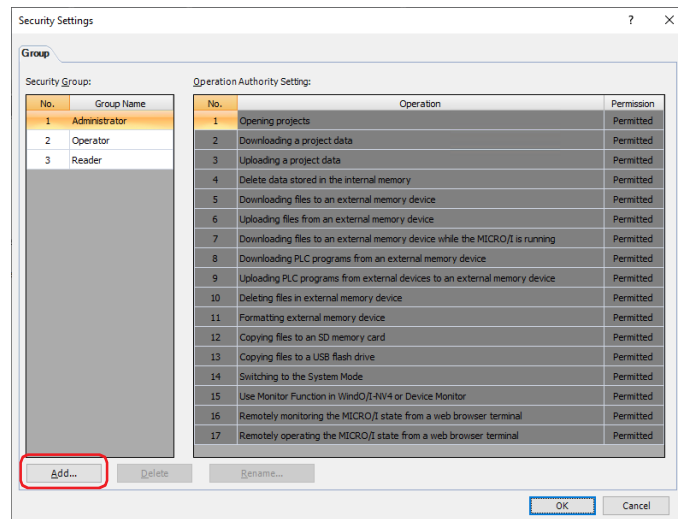 Security Settings ? X
Group
Security Group: Operation Authority Setting:
No. Group Name No. Operation Permission
1 Administrator 1 Opening projects Permitted
2 Operator 2 Downloading a project data Permitted
3 Reader 3 Uploading a project data Permitted
4 Delete data stored in the internal memory Permitted
5 Downloading files to an external memory device Permitted
6 Uploading files from an external memory device Permitted
7 Downloading files to an external memory device while the MICRO/I is running Permitted
8 Downloading PLC programs from an external memory device Permitted
9 Uploading PLC programs from external devices to an external memory device Permitted
10 Deleting files in external memory device Permitted
11 Formatting external memory device Permitted
12 Copying files to an SD memory card Permitted
13 Copying files to a USB flash drive Permitted
14 Switching to the System Mode Permitted
15 Use Monitor Function in WindO/I-NV4 or Device Monitor Permitted
16 Remotely monitoring the MICRO/I state from a web browser terminal Permitted
17 Remotely operating the MICRO/I state from a web browser terminal Permitted
Add... Delete Rename...
OK Cancel